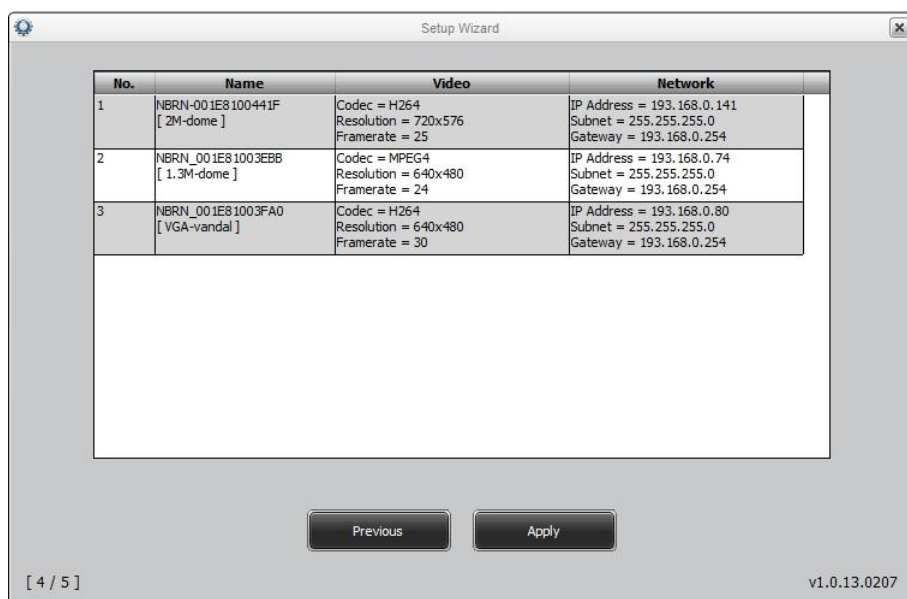 Setup Wizard
No. Name Video Network
1 NBRN-001E8100441F Codec = H264 IP Address = 193.168.0.141
[ 2M-dome ] Resolution = 720x576 Subnet = 255.255.255.0
Framerate = 25 Gateway = 193.168.0.254
2 NBRN_001E81003EBB Codec = MPEG4 IP Address = 193.168.0.74
[ 1.3M-dome ] Resolution = 640x480 Subnet = 255.255.255.0
Framerate = 24 Gateway = 193.168.0.254
3 NBRN_001E81003FA0 Codec = H264 IP Address = 193.168.0.80
[ VGA-vandal ] Resolution = 640x480 Subnet = 255.255.255.0
Framerate = 30 Gateway = 193.168.0.254
Previous Apply
[ 4 / 5 ] v1.0.13.0207